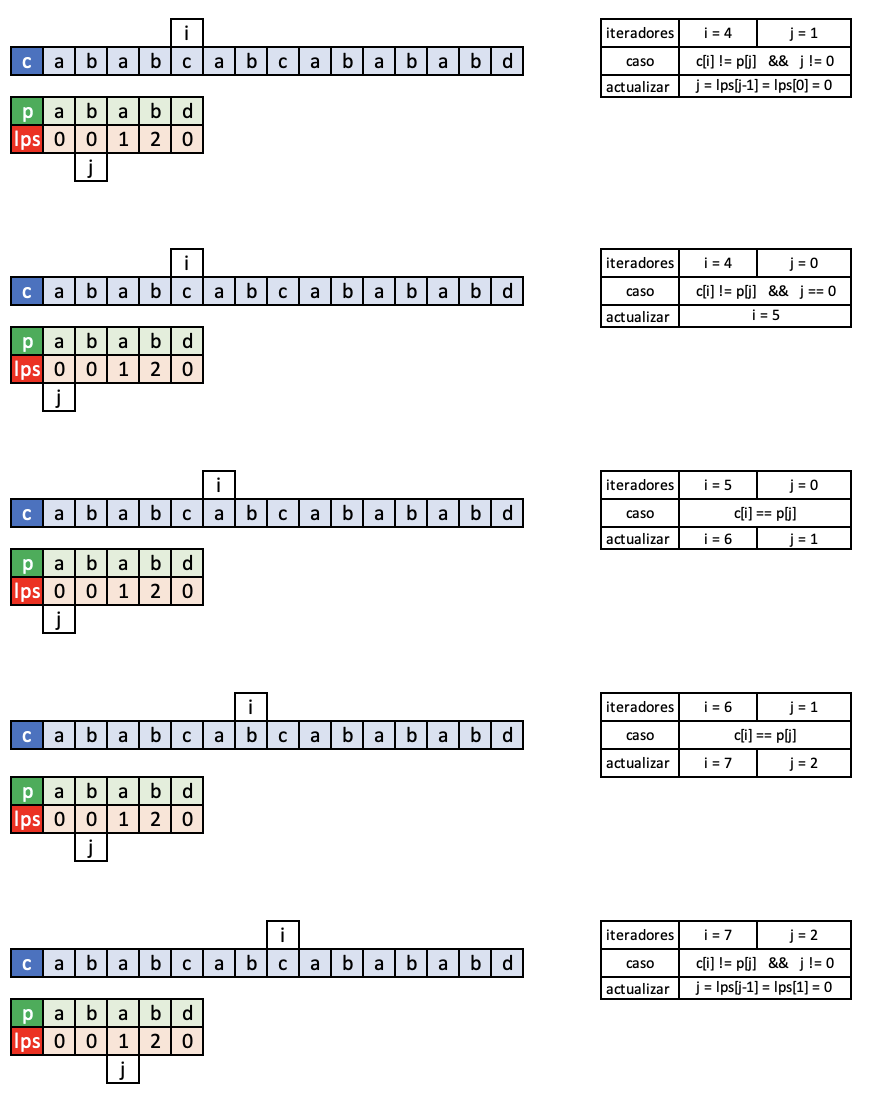 i
c a b a b c a b c a b a b a b d
p a b a b d
lps 0 0 1 2 0
j
iteradores i = 4 j = 1
caso c[i] != p[j] && j != 0
actualizar j = lps[j-1] = lps[0] = 0
i
c a b a b c a b c a b a b a b d
p a b a b d
lps 0 0 1 2 0
j
iteradores i = 4 j = 0
caso c[i] != p[j] && j == 0
actualizar i = 5
i
c a b a b c a b c a b a b a b d
p a b a b d
lps 0 0 1 2 0
j
iteradores i = 5 j = 0
caso c[i] == p[j]
actualizar i = 6 j = 1
i
c a b a b c a b c a b a b a b d
p a b a b d
lps 0 0 1 2 0
j
iteradores i = 6 j = 1
caso c[i] == p[j]
actualizar i = 7 j = 2
i
c a b a b c a b c a b a b a b d
p a b a b d
lps 0 0 1 2 0
j
iteradores i = 7 j = 2
caso c[i] != p[j] && j != 0
actualizar j = lps[j-1] = lps[1] = 0